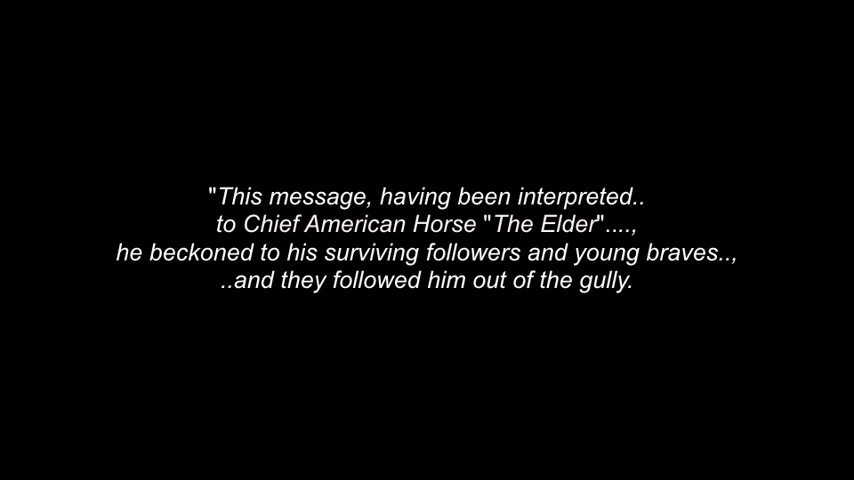 "This message, having been interpreted..
to Chief American Horse "The Elder"....,
he beckoned to his surviving followers and young braves..,
..and they followed him out of the gully.